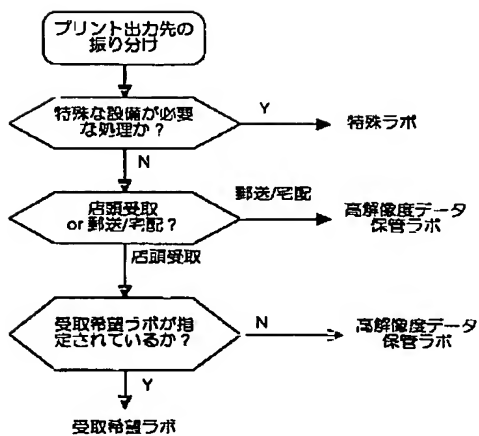 プリント出力先の
振り分け
特殊な設備が必要
な処理か？
Y
特殊ラボ
N
郵送/宅配
店頭受取
or 郵送/宅配？
高解像度データ
保管ラボ
店頭受取
受取希望ラボが指
定されているか？
N
高解像度データ
保管ラボ
Y
受取希望ラボ